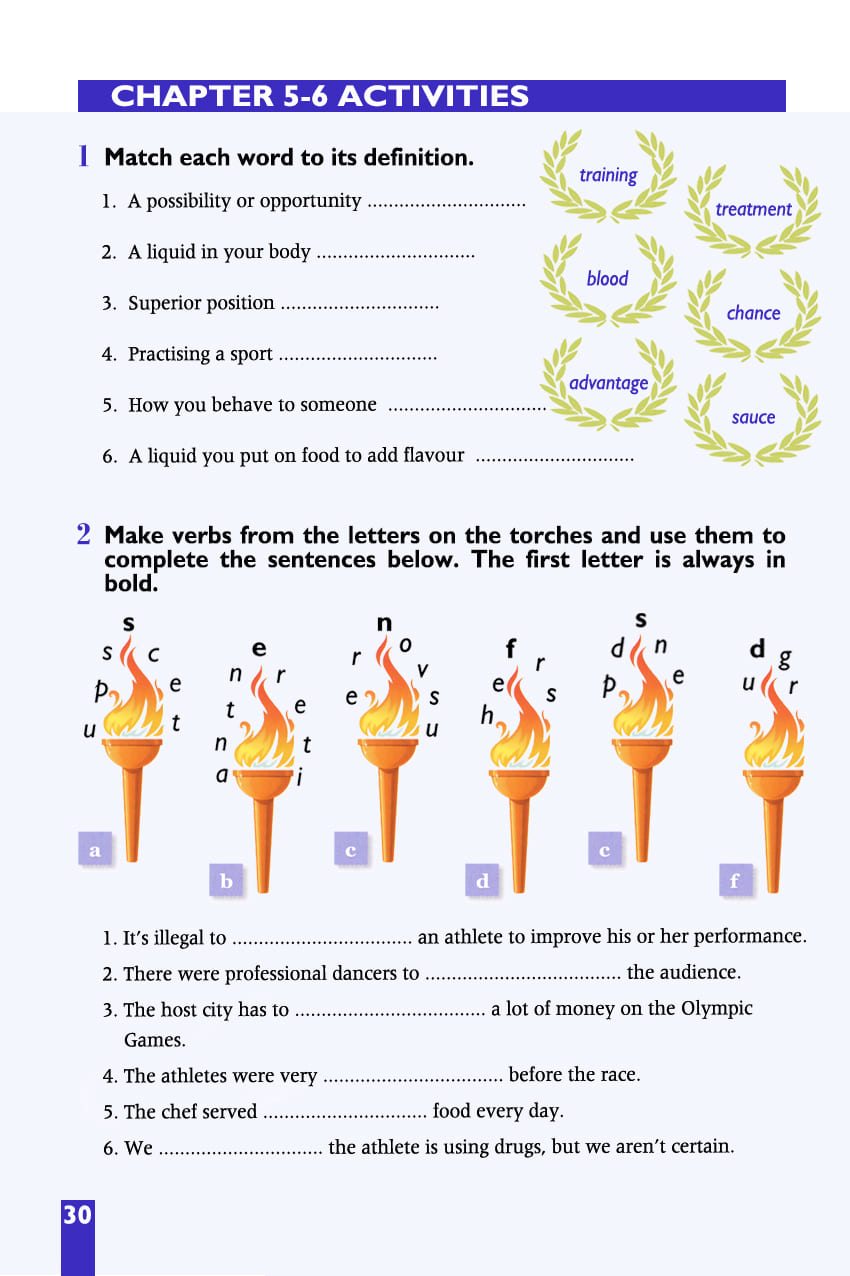 CHAPTER 5-6 ACTIVITIES
1 Match each word to its definition.
1. A possibility or opportunity ..............................
2. A liquid in your body ..............................
3. Superior position ..............................
4. Practising a sport ..............................
5. How you behave to someone ..............................
6. A liquid you put on food to add flavour ..............................
training
treatment
blood
chance
advantage
sauce
2 Make verbs from the letters on the torches and use them to
complete the sentences below. The first letter is always in
bold.
s s c p e u t
e n r t e n t a i
n r o v e s u
f r e s h
s d n p e
d g u r
a
b
c
d
e
f
1. It’s illegal to .................................. an athlete to improve his or her performance.
2. There were professional dancers to ..................................... the audience.
3. The host city has to .................................... a lot of money on the Olympic
Games.
4. The athletes were very .................................. before the race.
5. The chef served ............................... food every day.
6. We ............................... the athlete is using drugs, but we aren’t certain.
30